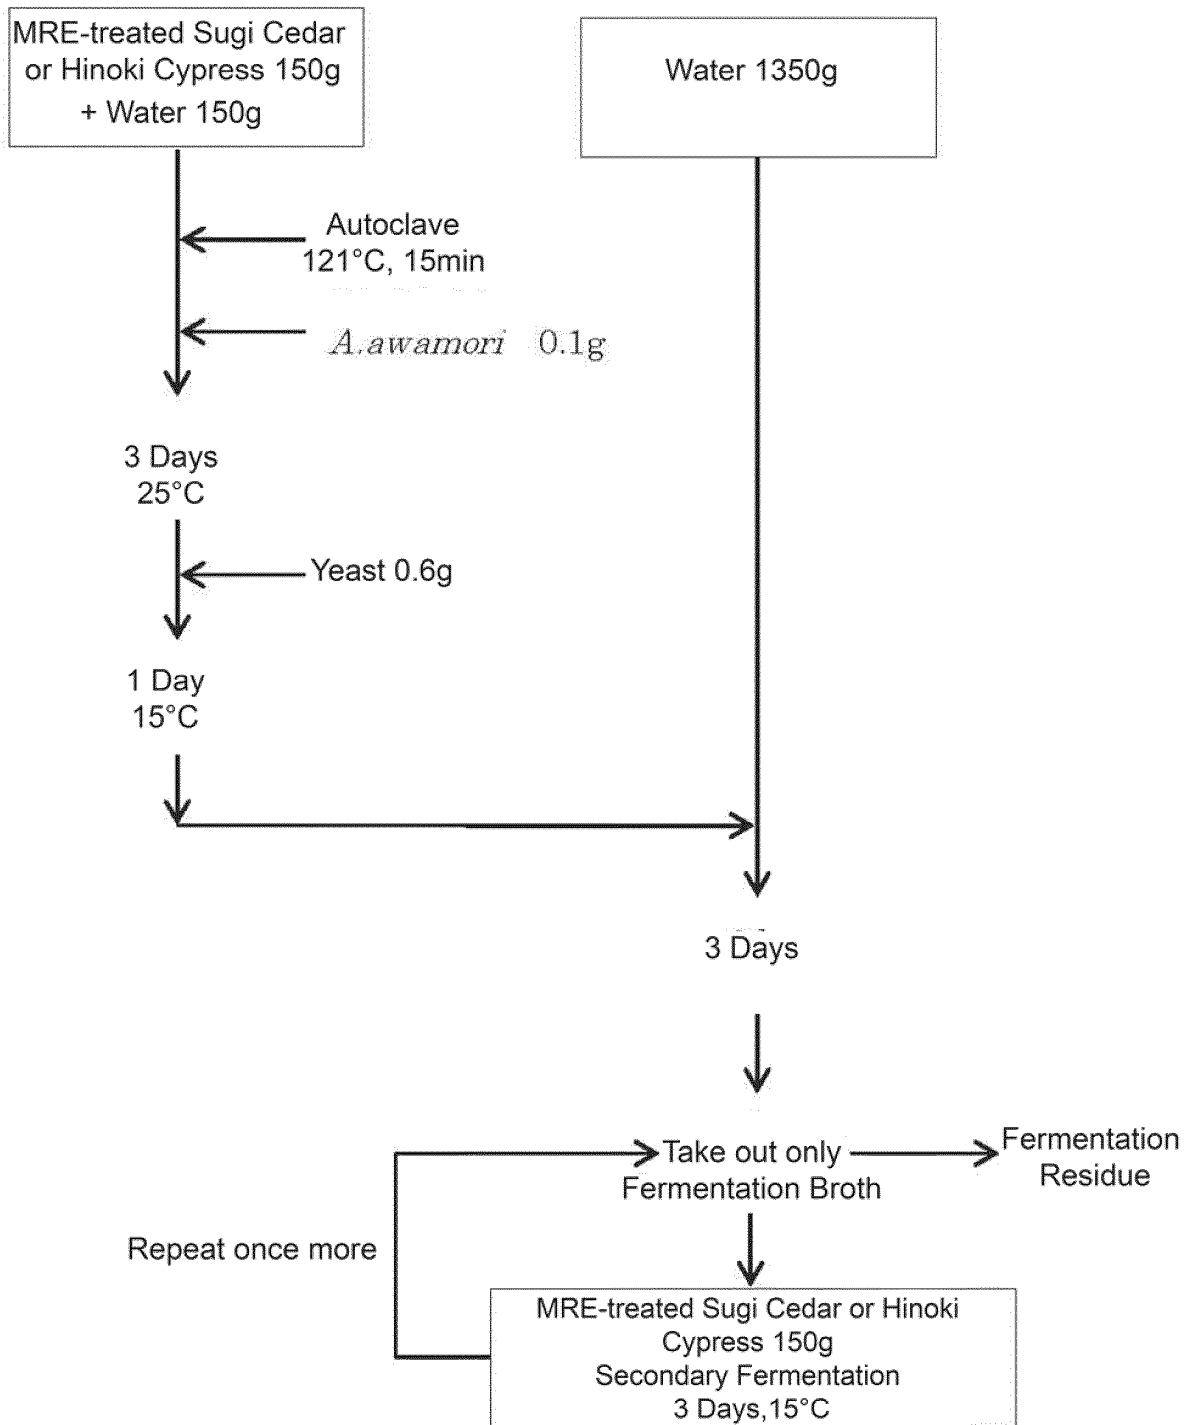 MRE-treated Sugi Cedar
or Hinoki Cypress 150g
+ Water 150g
Water 1350g
Autoclave
121°C, 15min
A.awamori 0.1g
3 Days
25°C
Yeast 0.6g
1 Day
15°C
3 Days
Take out only
Fermentation Broth
Fermentation
Residue
Repeat once more
MRE-treated Sugi Cedar or Hinoki
Cypress 150g
Secondary Fermentation
3 Days,15°C